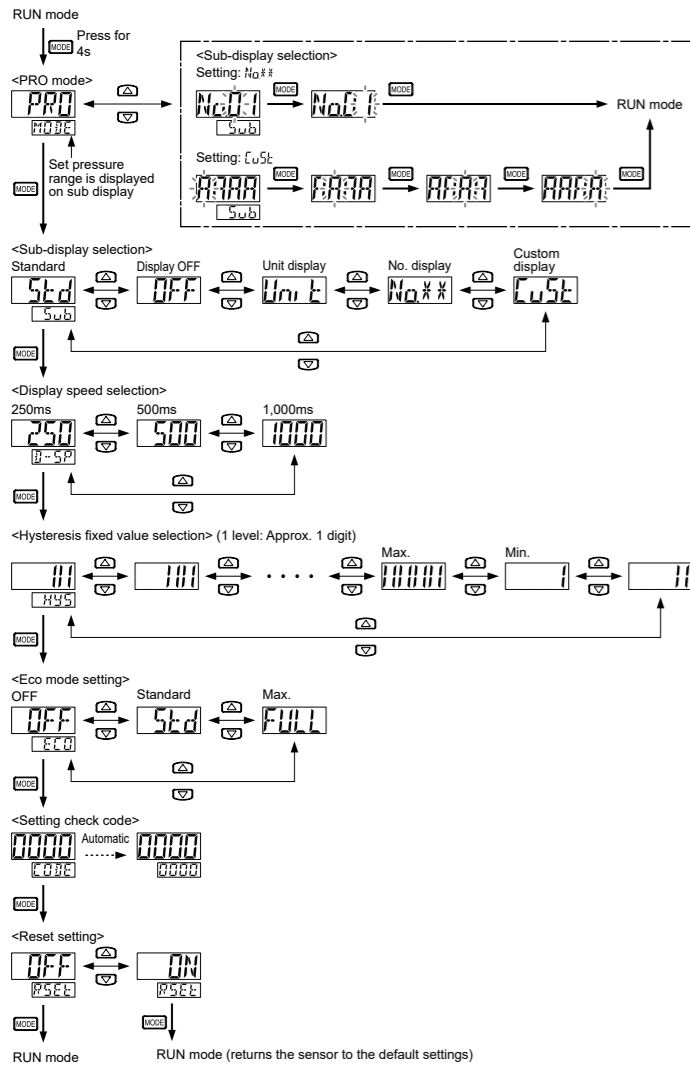 RUN mode
MODE Press for 4s
<PRO mode>
PRO
MODE
Set pressure
range is displayed
on sub display
MODE
<Sub-display selection>
Setting: No.**
No.01 MODE No.01 MODE
Sub
RUN mode
Setting: CuSt
MODE MODE MODE MODE
Sub
<Sub-display selection>
Standard Display OFF Unit display No. display Custom display
Std OFF Unit No.** CuSt
Sub
MODE
<Display speed selection>
250ms 500ms 1,000ms
250 500 1000
D-SP
MODE
<Hysteresis fixed value selection> (1 level: Approx. 1 digit)
Max. Min.
HYS
MODE
<Eco mode setting>
OFF Standard Max.
OFF Std FULL
ECO
MODE
<Setting check code>
0000 Automatic 0000
CODE 0000
MODE
<Reset setting>
OFF ON
RSEt RSEt
MODE MODE
RUN mode RUN mode (returns the sensor to the default settings)